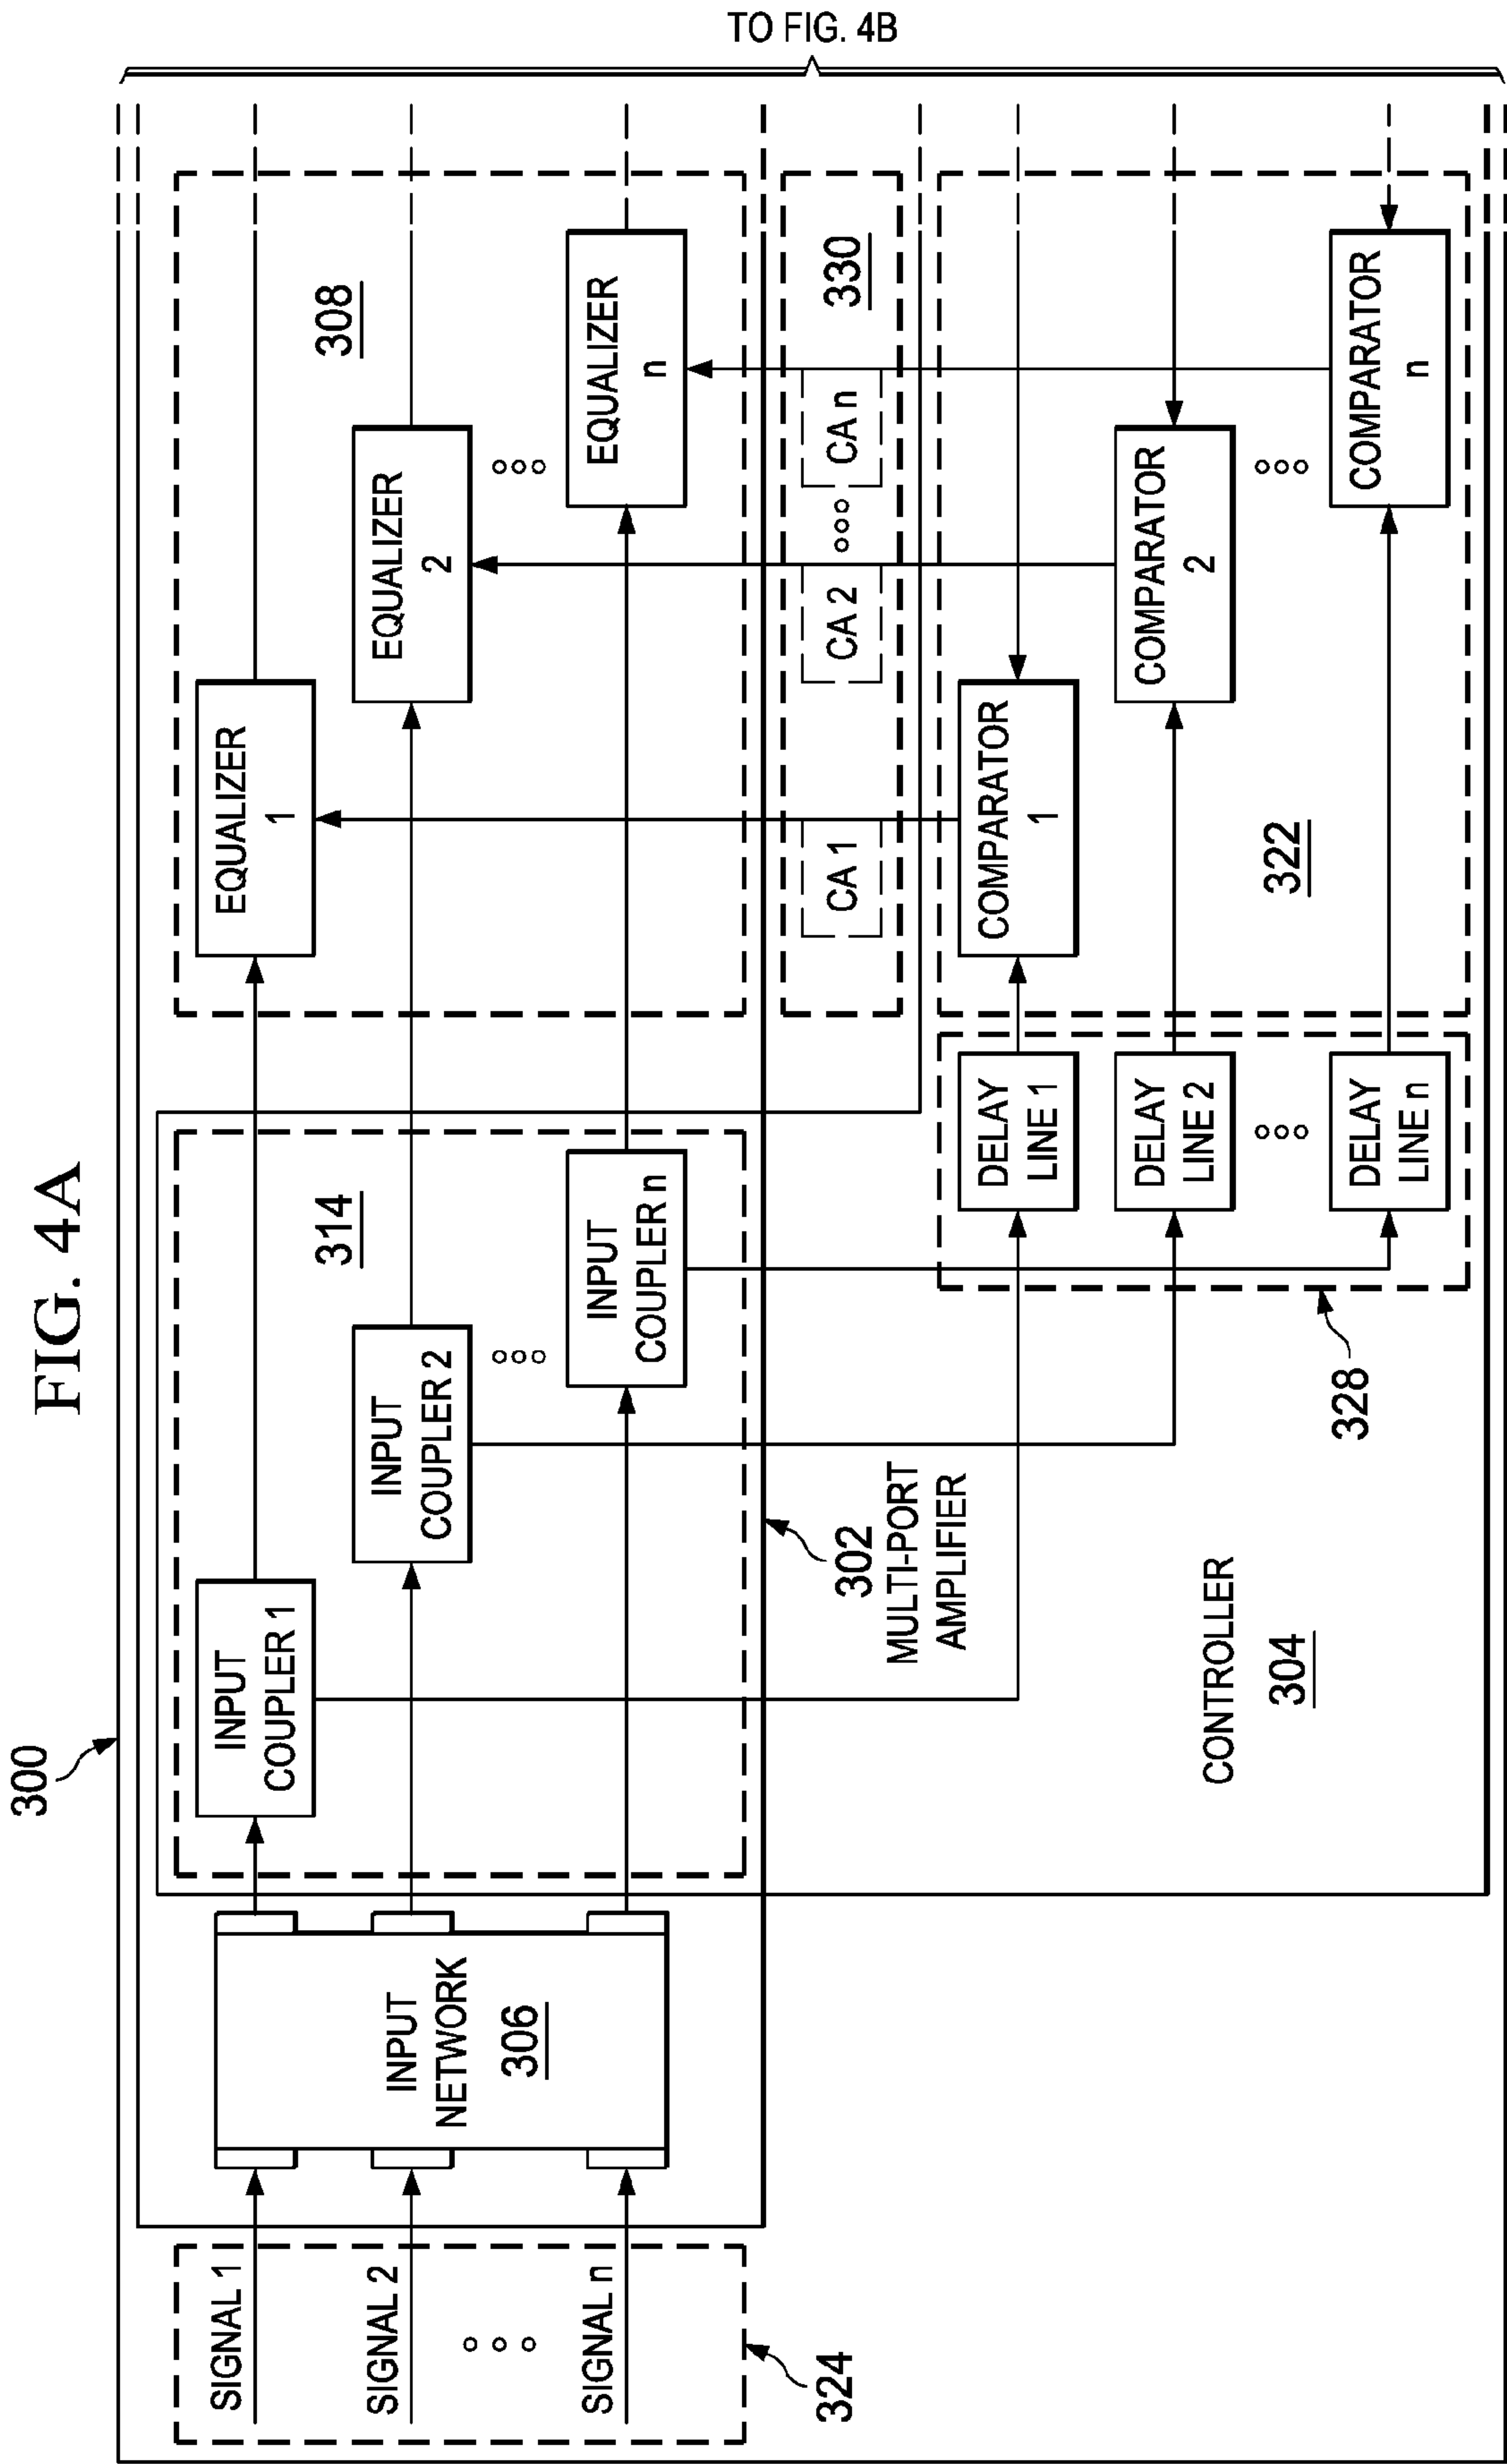 FIG. 4A
300
TO FIG. 4B
SIGNAL 1
SIGNAL 2
SIGNAL n
324
INPUT
NETWORK
306
INPUT
COUPLER 1
INPUT
COUPLER 2
INPUT
COUPLER n
314
EQUALIZER
1
EQUALIZER
2
EQUALIZER
n
308
302
MULTI-PORT
AMPLIFIER
CA 1
CA 2
CA n
330
CONTROLLER
304
328
DELAY
LINE 1
DELAY
LINE 2
DELAY
LINE n
COMPARATOR
1
COMPARATOR
2
COMPARATOR
n
322